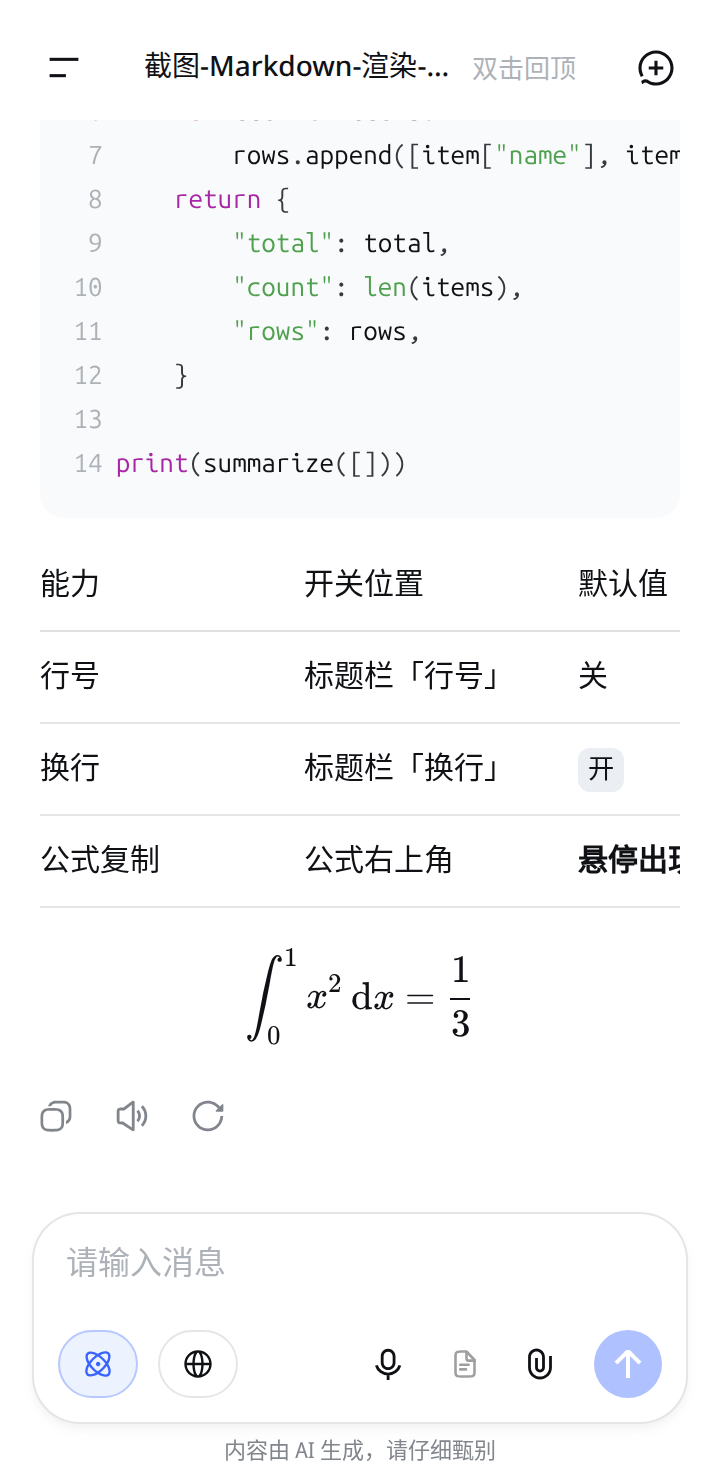 截图-Markdown-渲染-... 双击回顶
7 rows.append([item["name"], item
8 return {
9 "total": total,
10 "count": len(items),
11 "rows": rows,
12 }
13
14 print(summarize([]))
能力 开关位置 默认值
行号 标题栏「行号」 关
换行 标题栏「换行」 开
公式复制 公式右上角 悬停出
∫₀¹ x² dx = 1/3
请输入消息
内容由 AI 生成，请仔细甄别